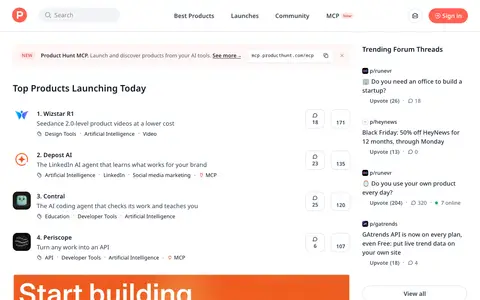 P
Search
Best Products
Launches
Community
MCP
New
Sign in
NEW
Product Hunt MCP. Launch and discover products from your AI tools. See more→
mcp.producthunt.com/mcp
Top Products Launching Today
1. Wizstar R1
Seedance 2.0-level product videos at a lower cost
Design Tools • Artificial Intelligence • Video
18
171
2. Depost AI
The LinkedIn AI agent that learns what works for your brand
Artificial Intelligence • LinkedIn • Social media marketing • MCP
23
135
3. Contral
The AI coding agent that checks its work and teaches you
Education • Developer Tools • Artificial Intelligence
25
120
4. Periscope
Turn any work into an API
API • Developer Tools • Artificial Intelligence • MCP
6
107
Start building
Trending Forum Threads
p/runevr
Do you need an office to build a
startup?
Upvote (26) • 18
p/heynews
Black Friday: 50% off HeyNews for
12 months, through Monday
Upvote (13) • 0
p/runevr
Do you use your own product
every day?
Upvote (204) • 320 • 7 online
p/gatrends
GAtrends API is now on every plan,
even Free: put live trend data on
your own site
Upvote (18) • 4
View all